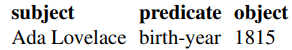 subject predicate object
Ada Lovelace birth-year 1815